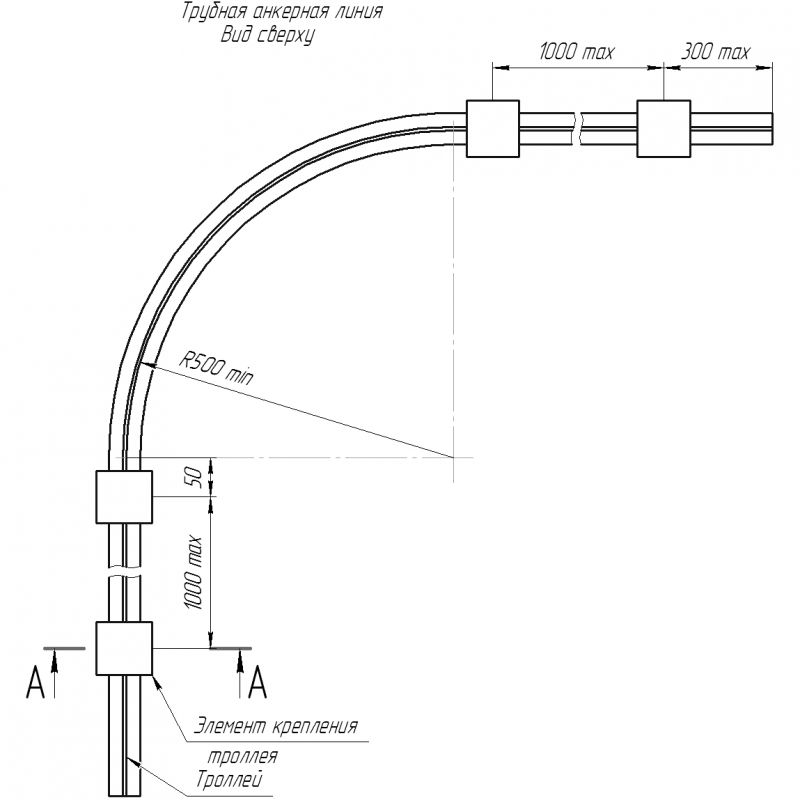 Трубная анкерная линия
Вид сверху
1000 max
300 max
R500 min
50
1000 max
А А
Элемент крепления
троллея
Троллей